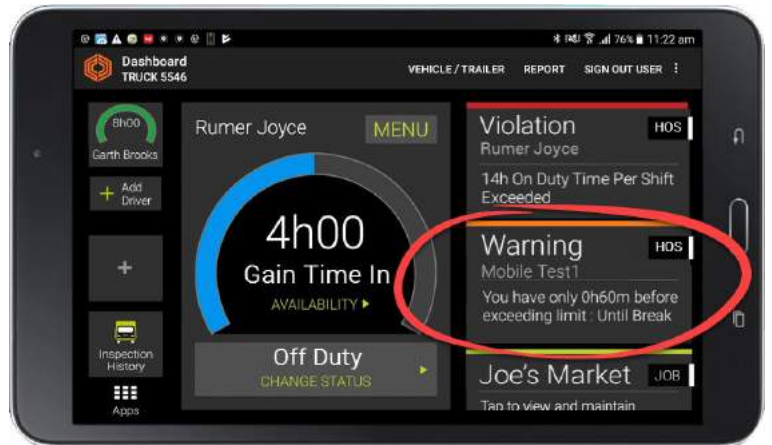 76% 11:22 am
Dashboard
TRUCK 5546
VEHICLE / TRAILER REPORT SIGN OUT USER
8h00
Garth Brooks
+ Add
Driver
+
Inspection
History
Apps
Rumer Joyce MENU
4h00
Gain Time In
AVAILABILITY
Off Duty
CHANGE STATUS
Violation HOS
Rumer Joyce
14h On Duty Time Per Shift
Exceeded
Warning HOS
Mobile Test1
You have only 0h60m before
exceeding limit : Until Break
Joe's Market JOB
Tap to view and maintain